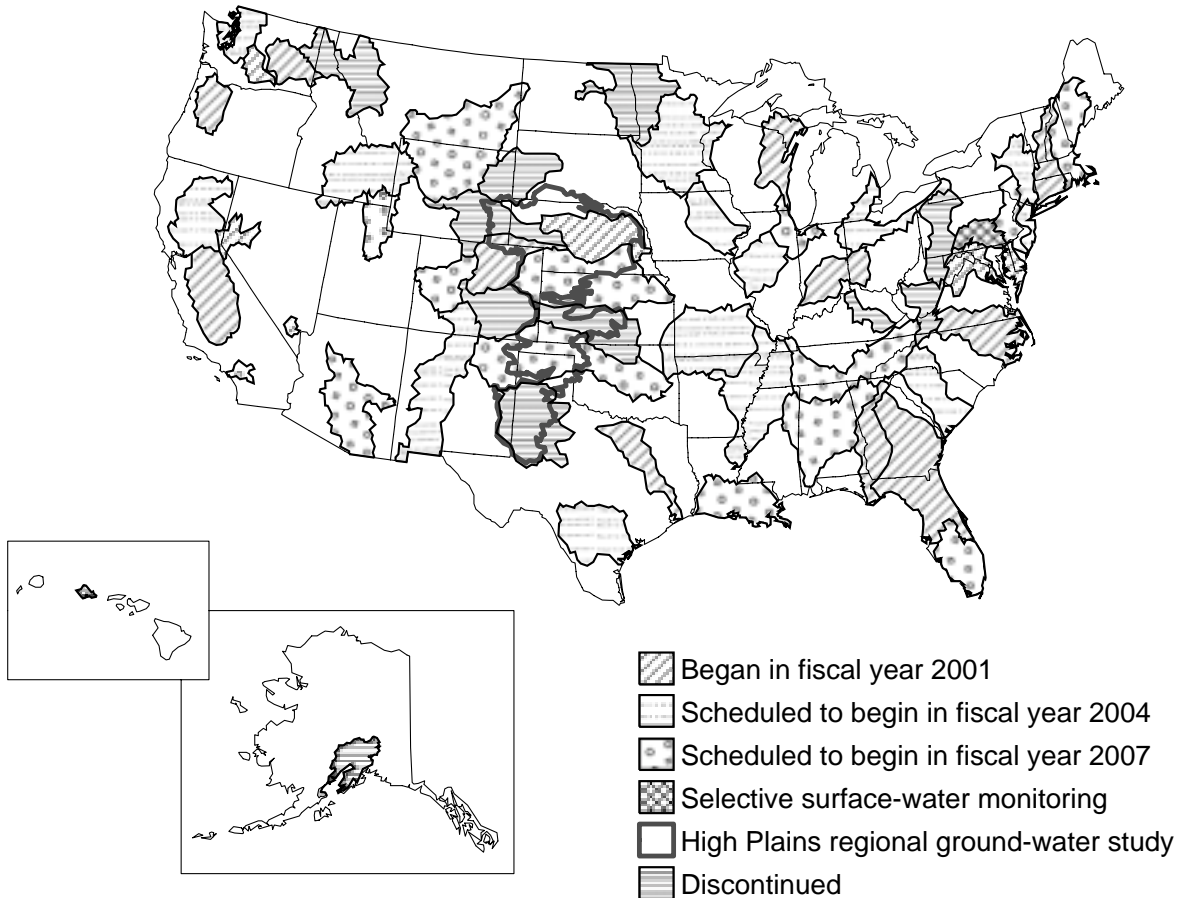 Began in fiscal year 2001
Scheduled to begin in fiscal year 2004
Scheduled to begin in fiscal year 2007
Selective surface-water monitoring
High Plains regional ground-water study
Discontinued